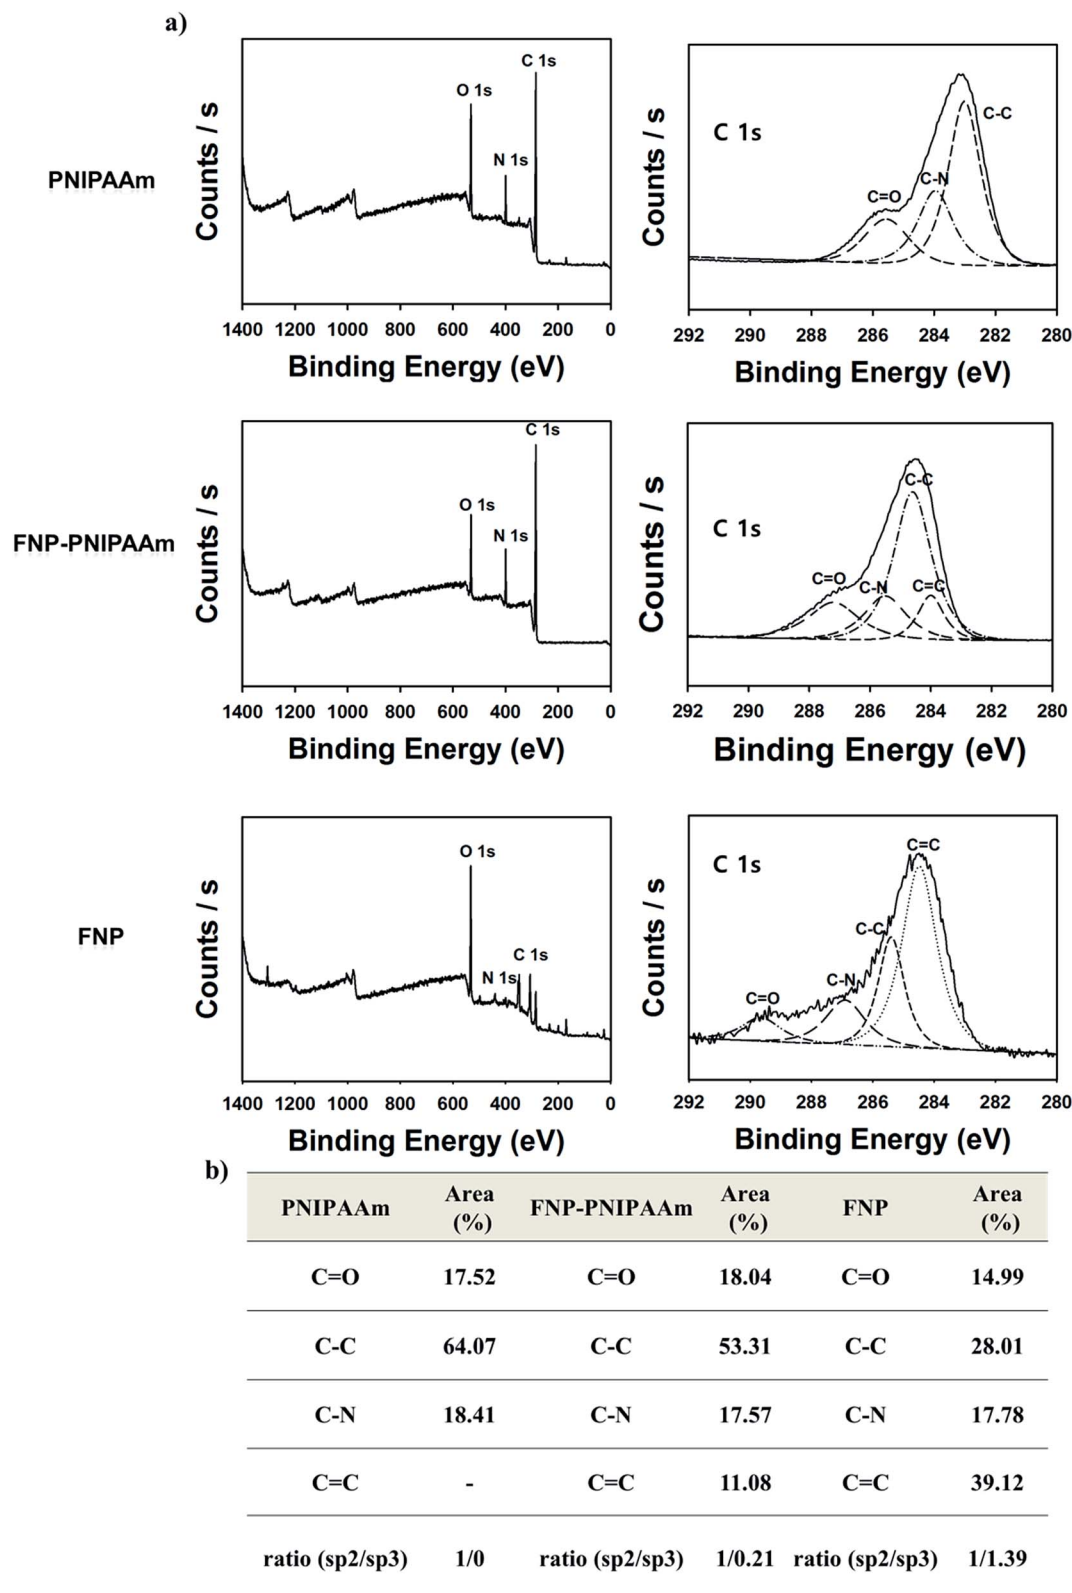 a)
PNIPAAm
Counts / s
O 1s
N 1s
C 1s
1400 1200 1000 800 600 400 200 0
Binding Energy (eV)
Counts / s
C 1s
C=O
C-N
C-C
292 290 288 286 284 282 280
Binding Energy (eV)
FNP-PNIPAAm
Counts / s
O 1s
N 1s
C 1s
1400 1200 1000 800 600 400 200 0
Binding Energy (eV)
Counts / s
C 1s
C=O
C-N
C-C
C=C
292 290 288 286 284 282 280
Binding Energy (eV)
FNP
Counts / s
O 1s
N 1s
C 1s
1400 1200 1000 800 600 400 200 0
Binding Energy (eV)
Counts / s
C 1s
C=O
C-N
C-C
C=C
292 290 288 286 284 282 280
Binding Energy (eV)
b)
PNIPAAm Area (%) FNP-PNIPAAm Area (%) FNP Area (%)
C=O 17.52 C=O 18.04 C=O 14.99
C-C 64.07 C-C 53.31 C-C 28.01
C-N 18.41 C-N 17.57 C-N 17.78
C=C - C=C 11.08 C=C 39.12
ratio (sp2/sp3) 1/0 ratio (sp2/sp3) 1/0.21 ratio (sp2/sp3) 1/1.39